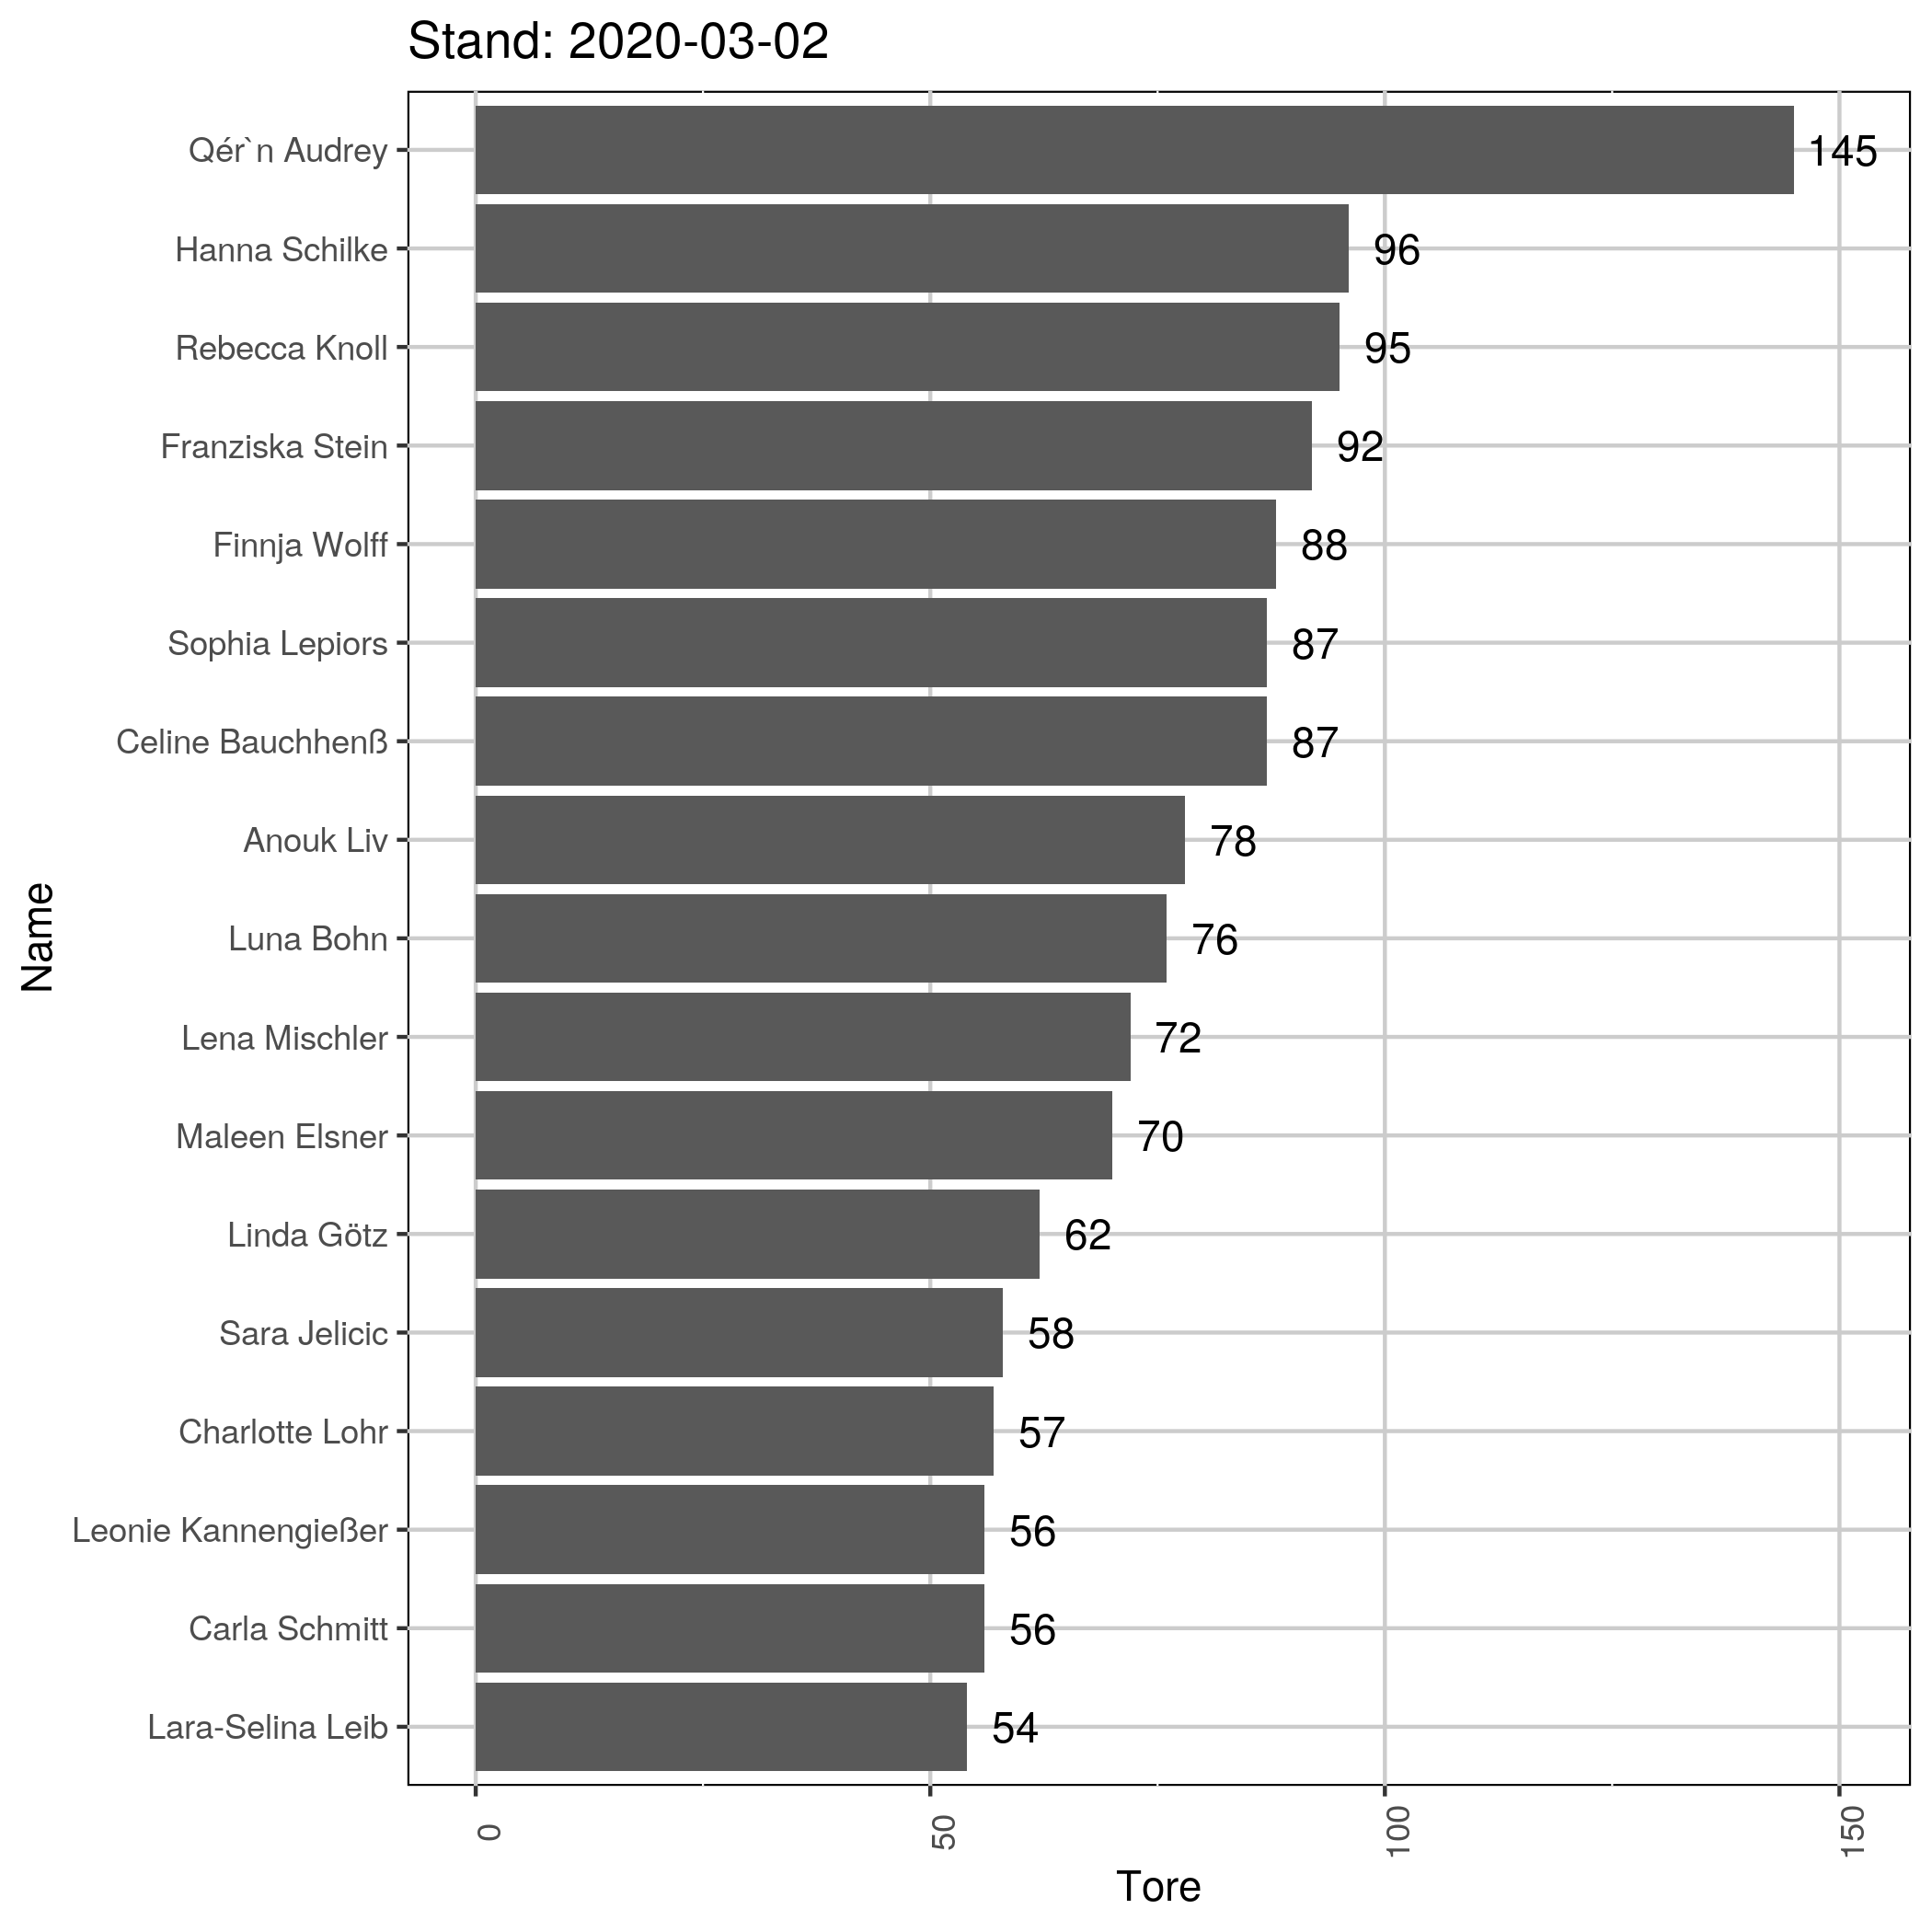 Stand: 2020-03-02
Qér`n Audrey 145
Hanna Schilke 96
Rebecca Knoll 95
Franziska Stein 92
Finnja Wolff 88
Sophia Lepiors 87
Celine Bauchhenß 87
Anouk Liv 78
Luna Bohn 76
Lena Mischler 72
Maleen Elsner 70
Linda Götz 62
Sara Jelicic 58
Charlotte Lohr 57
Leonie Kannengießer 56
Carla Schmitt 56
Lara-Selina Leib 54
Name
0 50 100 150
Tore